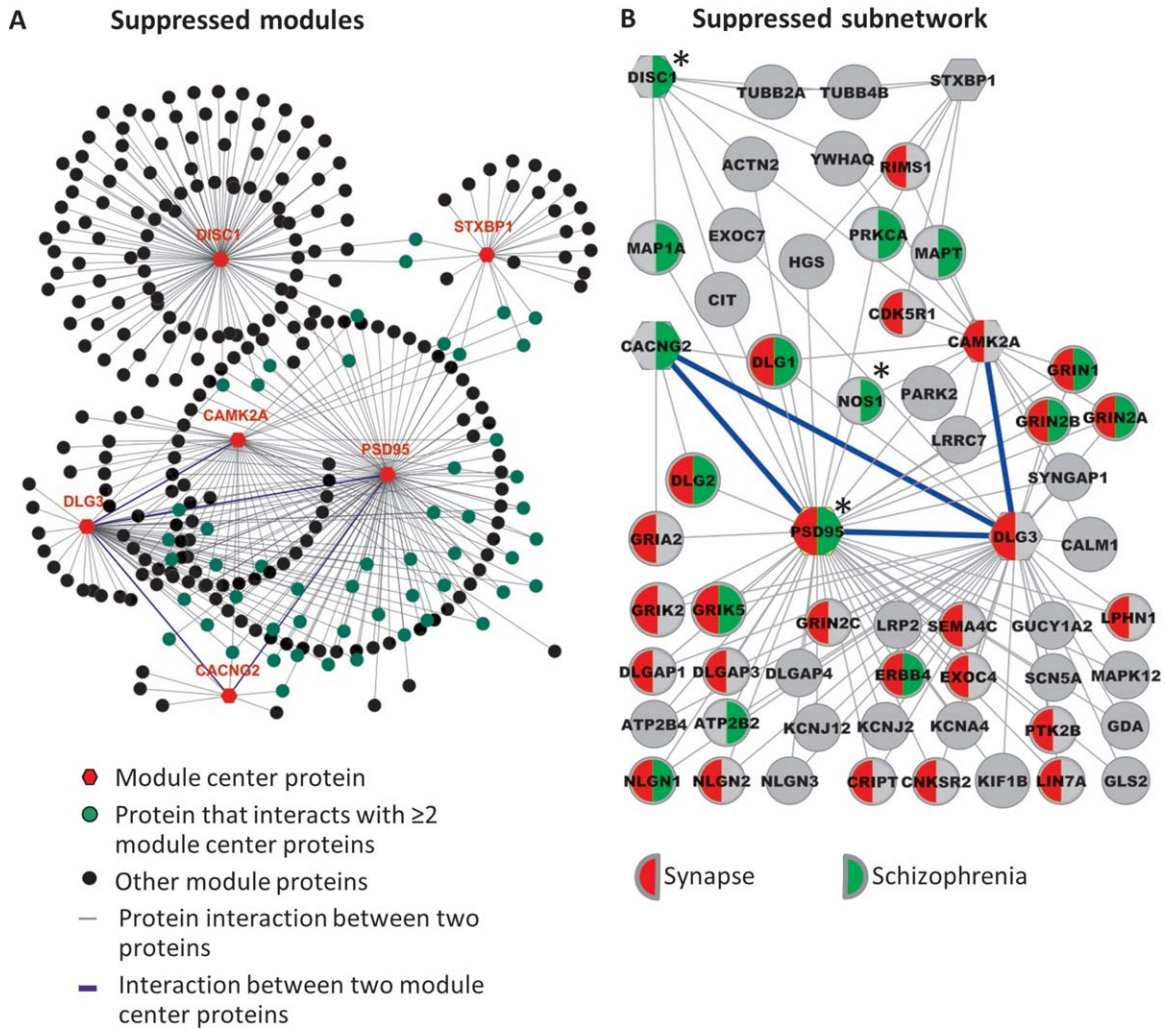 A Suppressed modules
DISC1
STXBP1
CAMK2A
PSD95
DLG3
CACNG2
Module center protein
Protein that interacts with ≥2
module center proteins
Other module proteins
Protein interaction between two
proteins
Interaction between two module
center proteins
B Suppressed subnetwork
DISC1 *
TUBB2A TUBB4B STXBP1
ACTN2 YWHAQ RIMS1
MAP1A EXOC7 HGS PRKCA MAPT
CIT CDK5R1
CACNG2 DLG1 CAMK2A
NOS1 * PARK2 GRIN1
LRRC7 GRIN2B GRIN2A
DLG2 SYNGAP1
GRIA2 PSD95 * DLG3 CALM1
GRIK2 GRIK5 GRIN2C LRP2 SEMA4C GUCY1A2 LPHN1
DLGAP1 DLGAP3 DLGAP4 ERBB4 EXOC4 SCN5A MAPK12
ATP2B4 ATP2B2 KCNJ12 KCNJ2 KCNA4 PTK2B GDA
NLGN1 NLGN2 NLGN3 CRIPT CNKSR2 KIF1B LIN7A GLS2
Synapse Schizophrenia